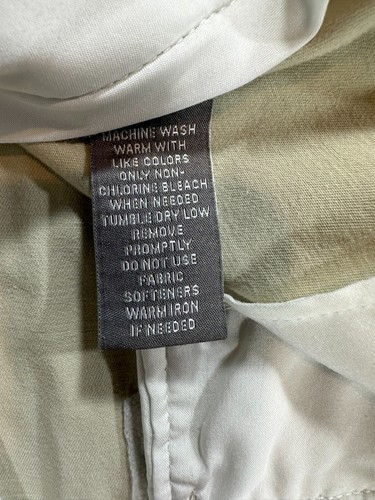 MACHINE WASH
WARM WITH
LIKE COLORS
ONLY NON-
CHLORINE BLEACH
WHEN NEEDED
TUMBLE DRY LOW
REMOVE
PROMPTLY
DO NOT USE
FABRIC
SOFTENERS
WARM IRON
IF NEEDED